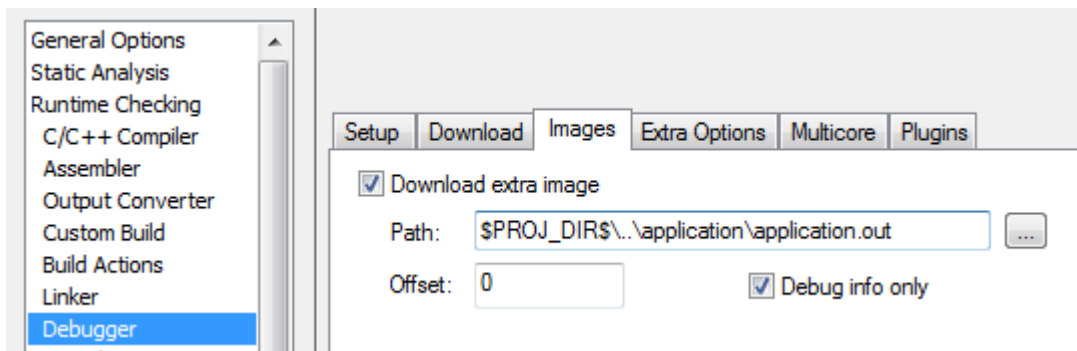 General Options
Static Analysis
Runtime Checking
C/C++ Compiler
Assembler
Output Converter
Custom Build
Build Actions
Linker
Debugger
Setup Download Images Extra Options Multicore Plugins
Download extra image
Path: $PROJ_DIR$\..\application\application.out ...
Offset: 0 Debug info only